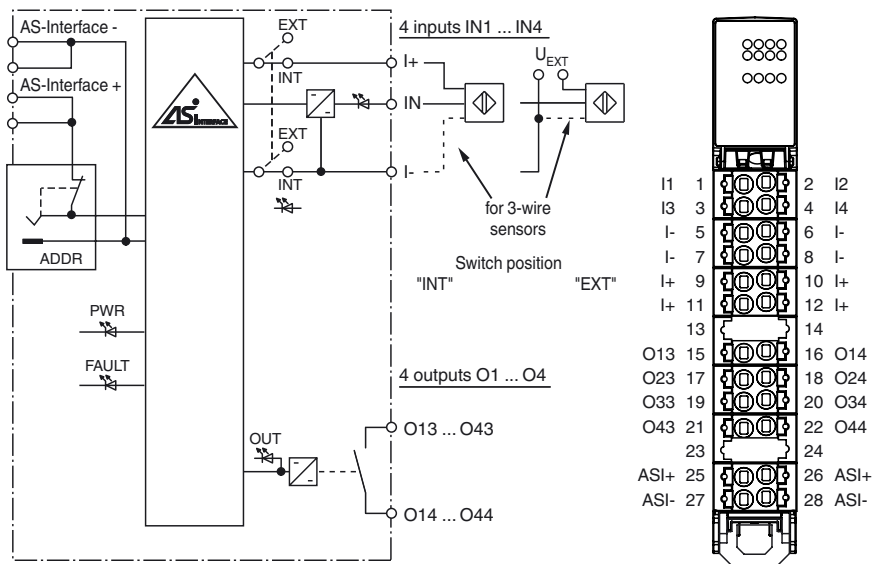 AS-Interface -
AS-Interface +
ADDR
PWR
FAULT
ASi INTERFACE
EXT
INT
EXT
INT
OUT
4 inputs IN1 ... IN4
I+
IN
I-
UEXT
for 3-wire
sensors
Switch position
"INT" "EXT"
4 outputs O1 ... O4
O13 ... O43
O14 ... O44
I1 1 2 I2
I3 3 4 I4
I- 5 6 I-
I- 7 8 I-
I+ 9 10 I+
I+ 11 12 I+
13 14
O13 15 16 O14
O23 17 18 O24
O33 19 20 O34
O43 21 22 O44
23 24
ASI+ 25 26 ASI+
ASI- 27 28 ASI-